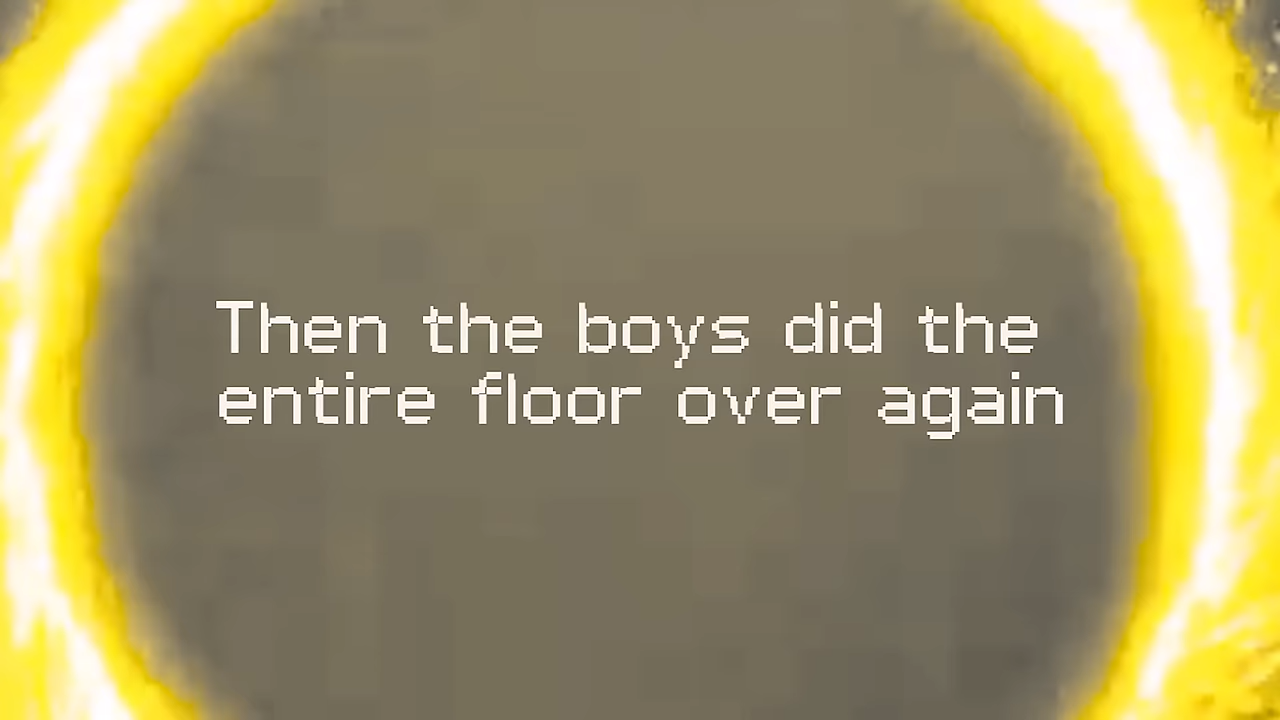 Then the boys did the
entire floor over again